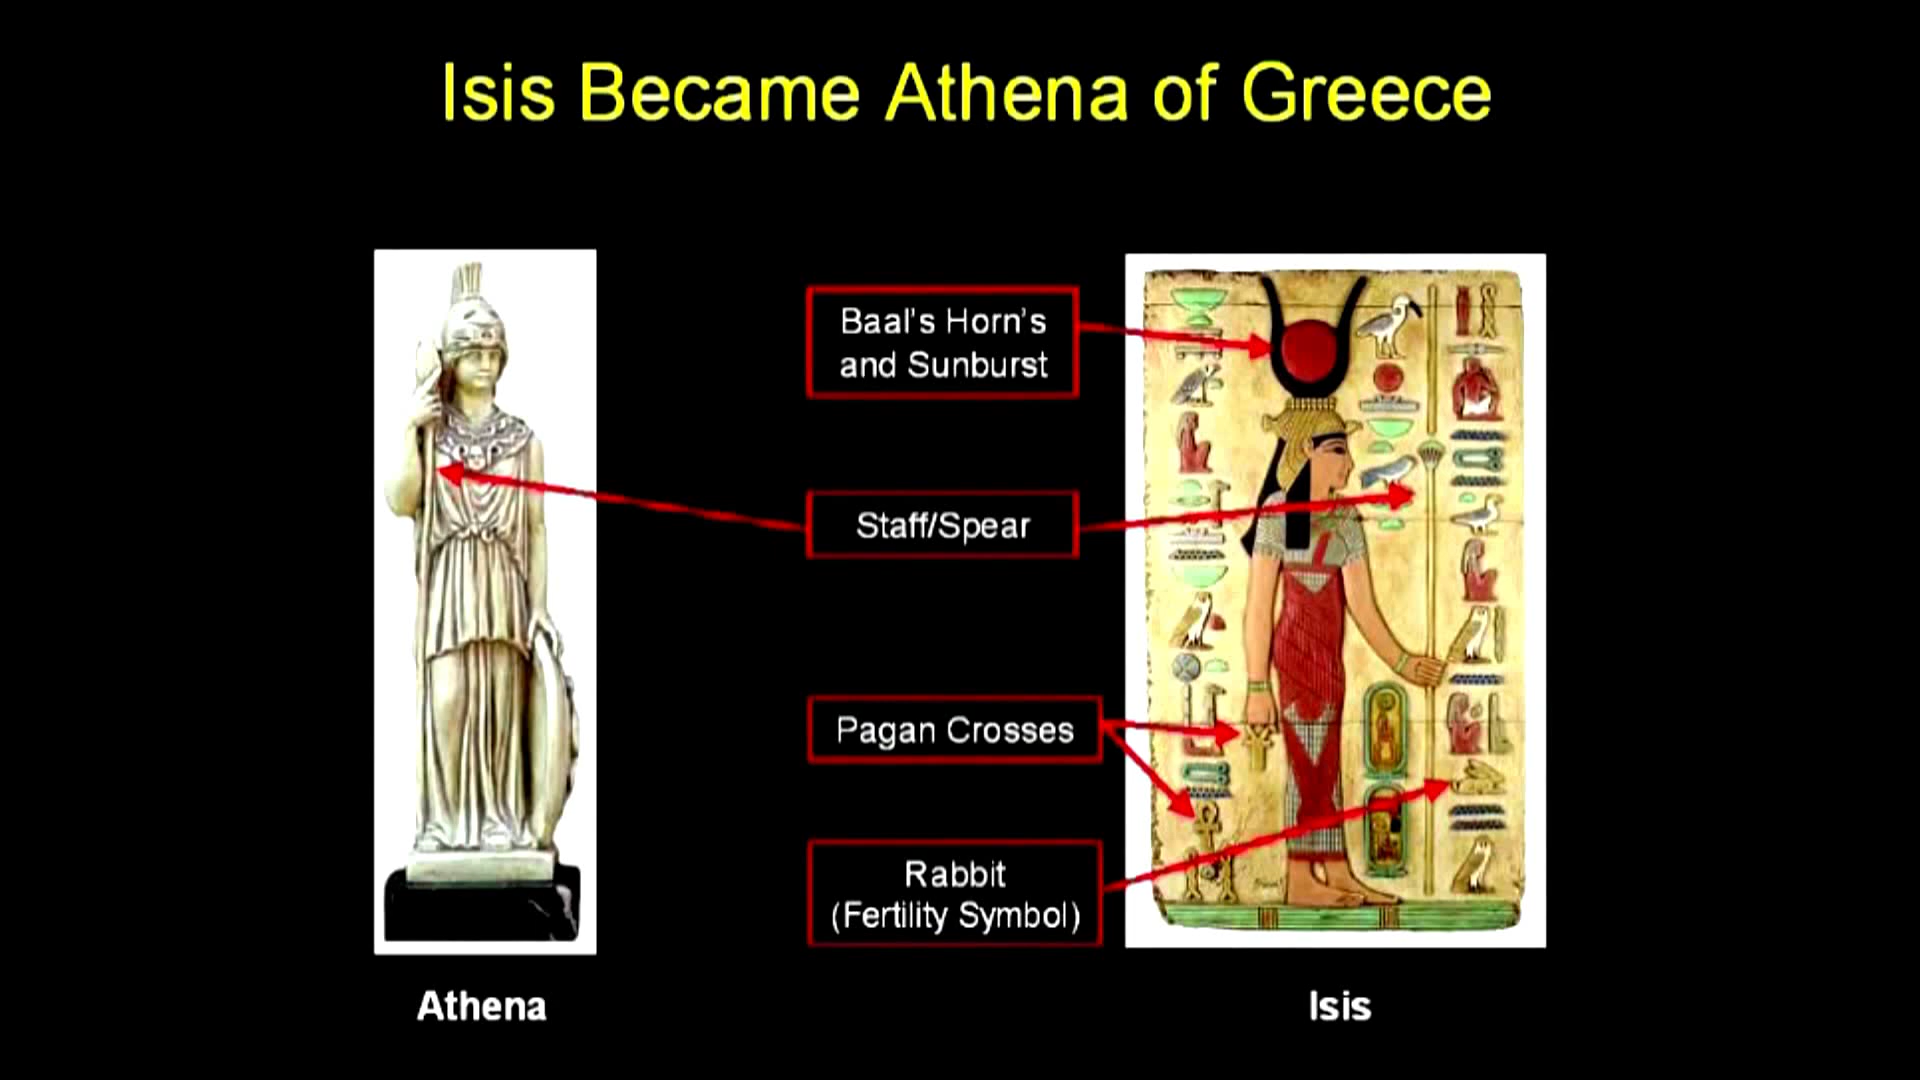 Isis Became Athena of Greece
Baal's Horn's
and Sunburst
Staff/Spear
Pagan Crosses
Rabbit
(Fertility Symbol)
Athena
Isis